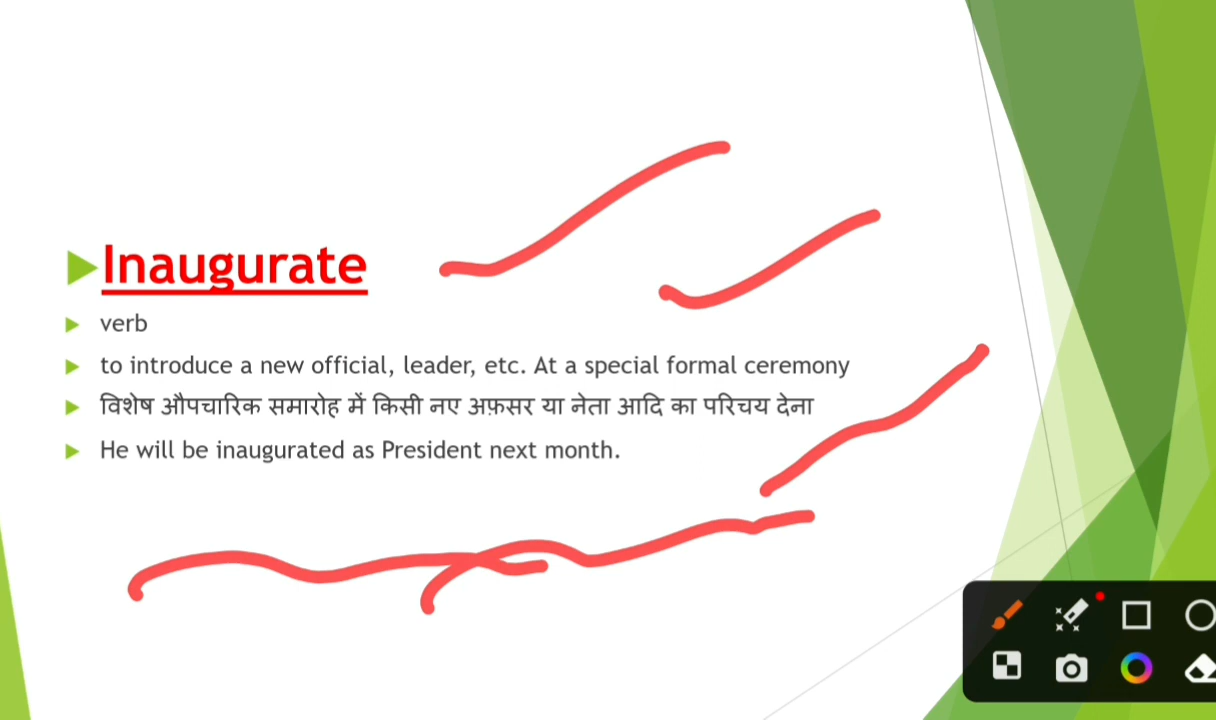 Inaugurate
verb
to introduce a new official, leader, etc. At a special formal ceremony
विशेष औपचारिक समारोह में किसी नए अफ़सर या नेता आदि का परिचय देना
He will be inaugurated as President next month.